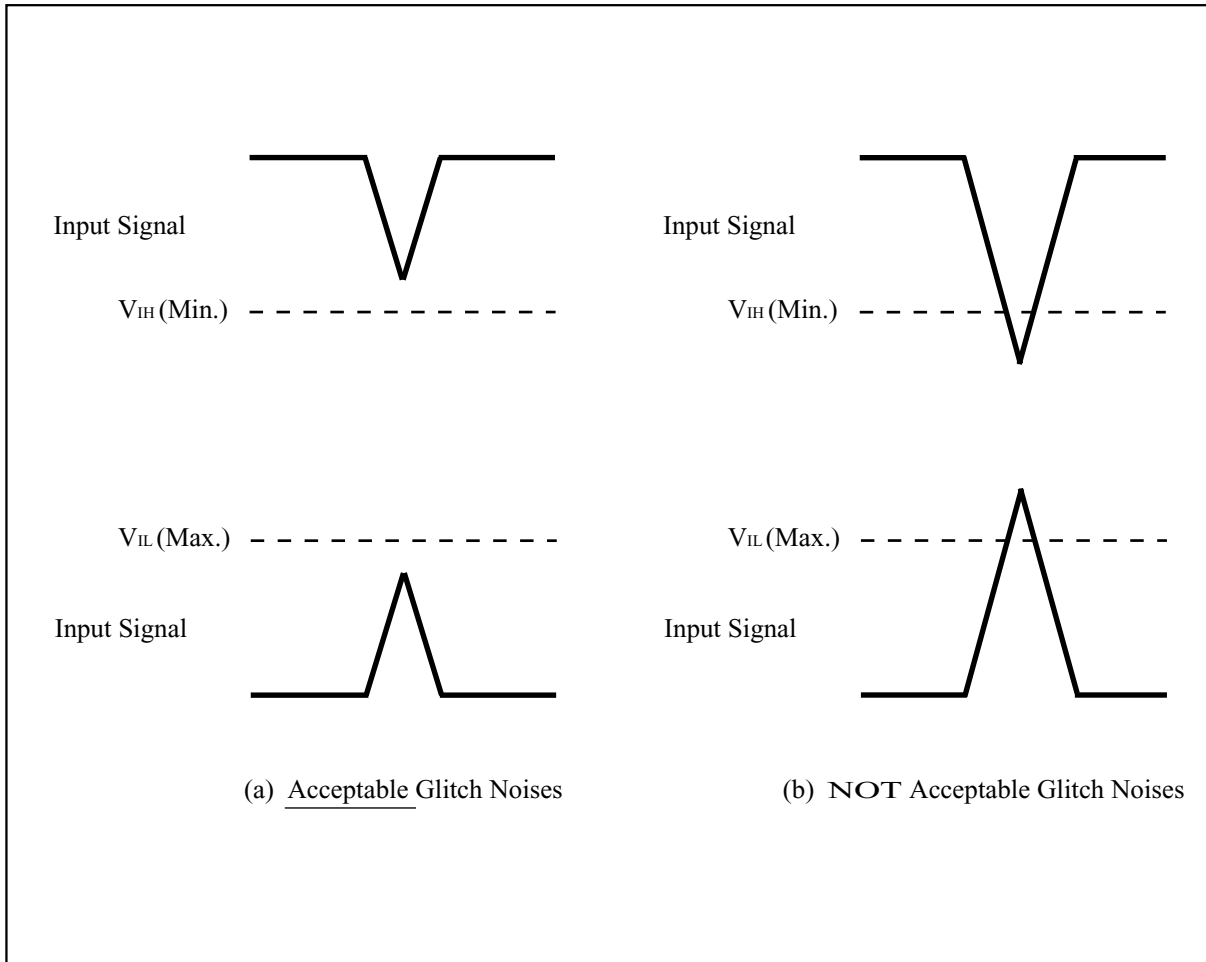 Input Signal
VIH (Min.)
VIL (Max.)
Input Signal
(a) Acceptable Glitch Noises
Input Signal
VIH (Min.)
VIL (Max.)
Input Signal
(b) NOT Acceptable Glitch Noises